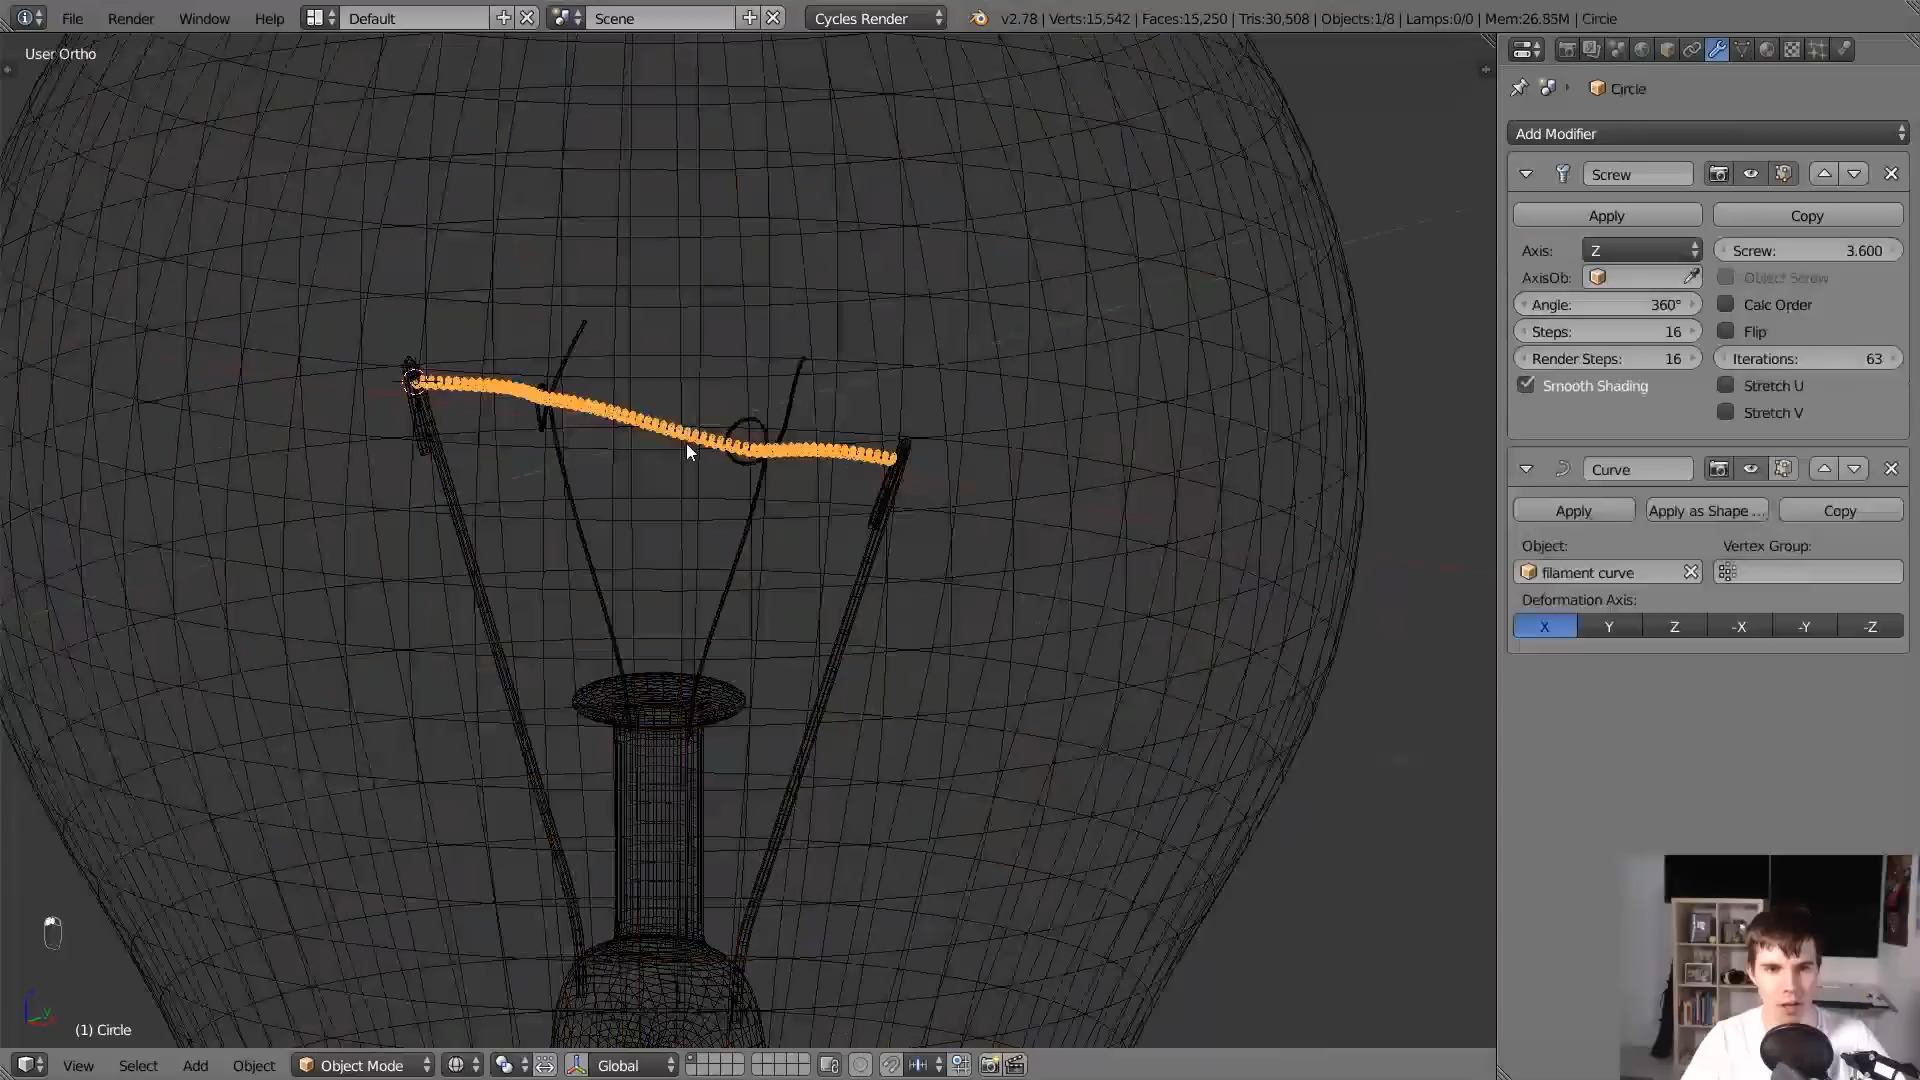 File Render Window Help Default Scene Cycles Render v2.78 | Verts:15,542 | Faces:15,250 | Tris:30,508 | Objects:1/8 | Lamps:0/0 | Mem:26.85M | Circle
User Ortho
Circle
Add Modifier
Screw
Apply Copy
Axis: Z Screw: 3.600
AxisOb: Object Screw
Angle: 360° Calc Order
Steps: 16 Flip
Render Steps: 16 Iterations: 63
Smooth Shading Stretch U
Stretch V
Curve
Apply Apply as Shape ... Copy
Object: Vertex Group:
filament curve
Deformation Axis:
X Y Z -X -Y -Z
(1) Circle
View Select Add Object Object Mode Global